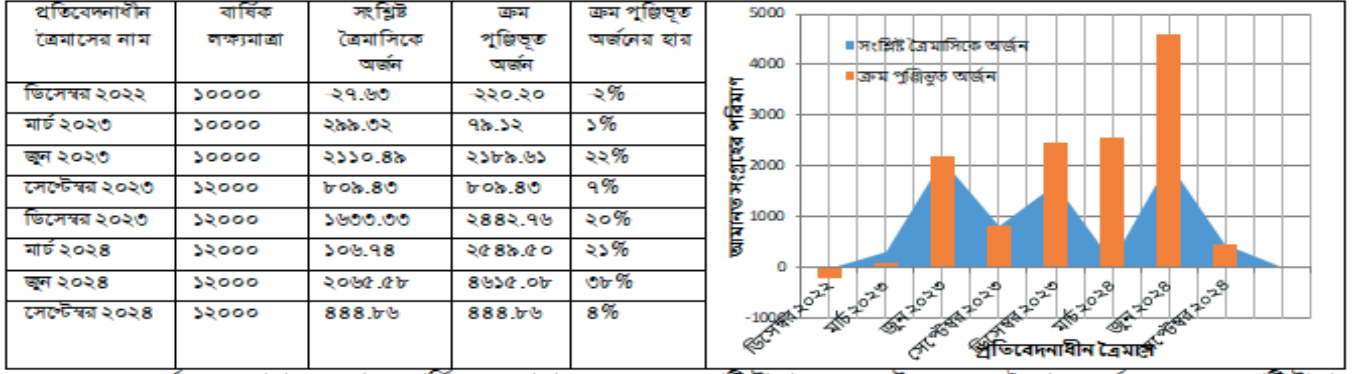 প্রতিবেদনাধীন ত্রৈমাসের নাম বার্ষিক লক্ষ্যমাত্রা সংশ্লিষ্ট ত্রৈমাসিকে অর্জন ক্রম পুঞ্জিভূত অর্জন ক্রম পুঞ্জিভূত অর্জনের হার
ডিসেম্বর ২০২২ ১০০০০ -২৭.৬৩ -২২০.২০ -২%
মার্চ ২০২৩ ১০০০০ ২৯৯.৩২ ৭৯.১২ ১%
জুন ২০২৩ ১০০০০ ২১১০.৪৯ ২১৮৯.৬১ ২২%
সেপ্টেম্বর ২০২৩ ১২০০০ ৮০৯.৪৩ ৮০৯.৪৩ ৭%
ডিসেম্বর ২০২৩ ১২০০০ ১৬৩৩.৩৩ ২৪৪২.৭৬ ২০%
মার্চ ২০২৪ ১২০০০ ১০৬.৭৪ ২৫৪৯.৫০ ২১%
জুন ২০২৪ ১২০০০ ২০৬৫.৫৮ ৪৬১৫.০৮ ৩৮%
সেপ্টেম্বর ২০২৪ ১২০০০ ৪৪৪.৮৬ ৪৪৪.৮৬ ৪%
আমানত সংগ্রহের পরিমাণ
5000
4000
3000
2000
1000
0
-1000
সংশ্লিষ্ট ত্রৈমাসিকে অর্জন
ক্রম পুঞ্জিভূত অর্জন
ডিসেম্বর ২০২২
মার্চ ২০২৩
জুন ২০২৩
সেপ্টেম্বর ২০২৩
ডিসেম্বর ২০২৩
মার্চ ২০২৪
জুন ২০২৪
সেপ্টেম্বর ২০২৪
প্রতিবেদনাধীন ত্রৈমাস